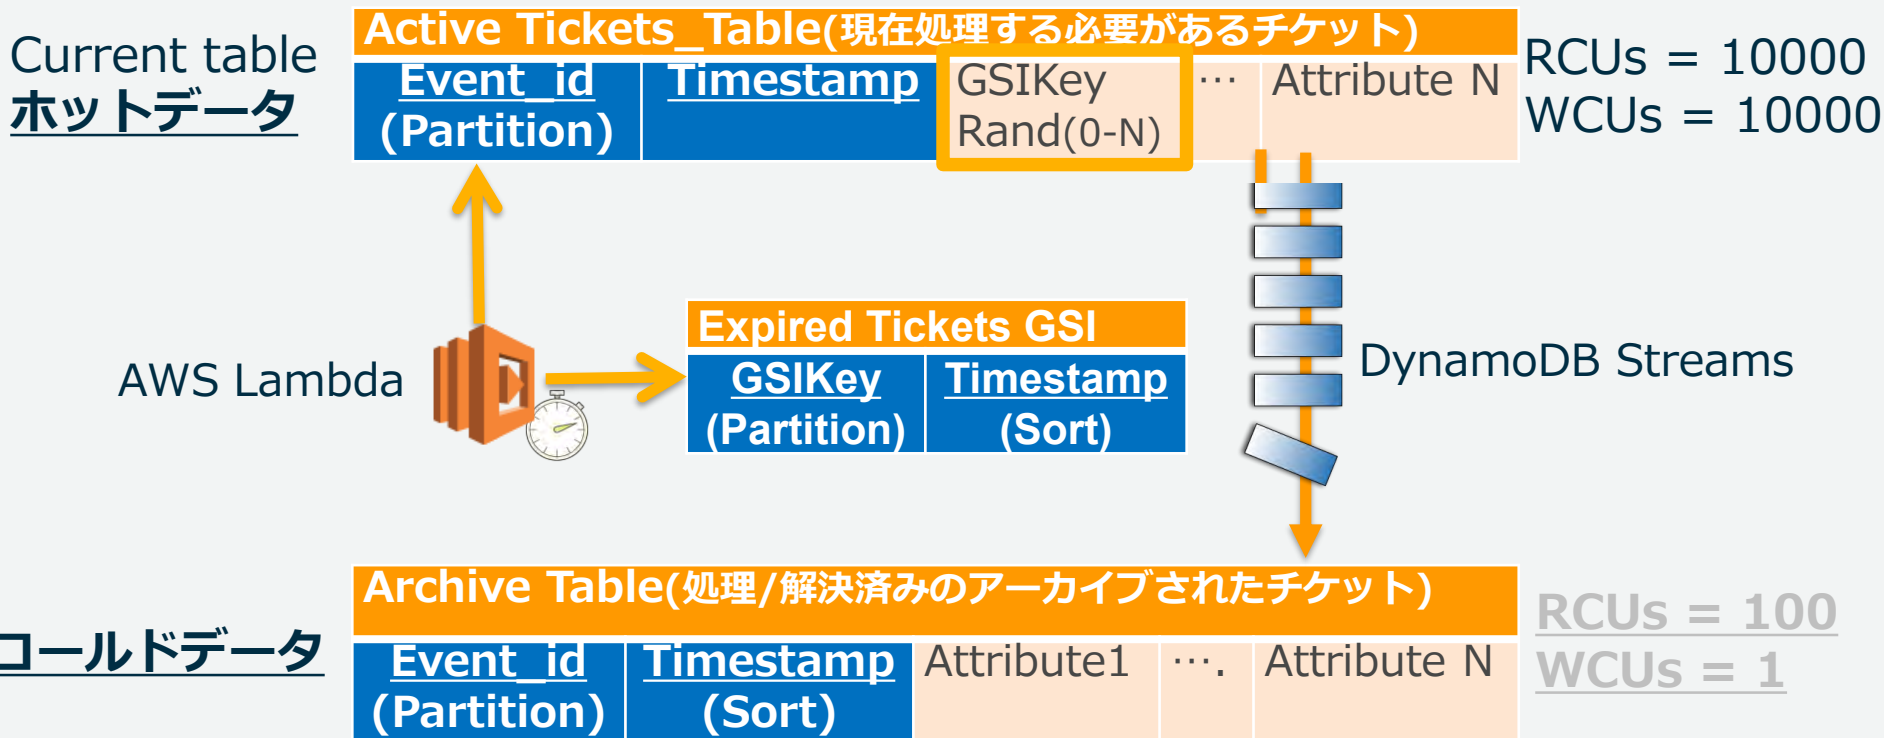 Current table
ホットデータ
Active Tickets_Table(現在処理する必要があるチケット)
Event_id
(Partition)
Timestamp
GSIKey
Rand(0-N)
…
Attribute N
RCUs = 10000
WCUs = 10000
AWS Lambda
Expired Tickets GSI
GSIKey
(Partition)
Timestamp
(Sort)
DynamoDB Streams
コールドデータ
Archive Table(処理/解決済みのアーカイブされたチケット)
Event_id
(Partition)
Timestamp
(Sort)
Attribute1
….
Attribute N
RCUs = 100
WCUs = 1